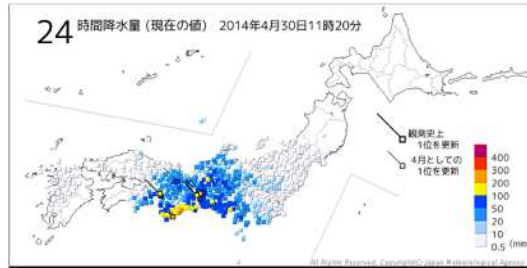 24時間降水量 (現在の値) 2014年4月30日11時20分
観測史上
1位を更新
4月としての
1位を更新
400
300
200
100
50
20
10
0.5 (mm)
All Rights Reserved. Copyright(C) Japan Meteorological Agency